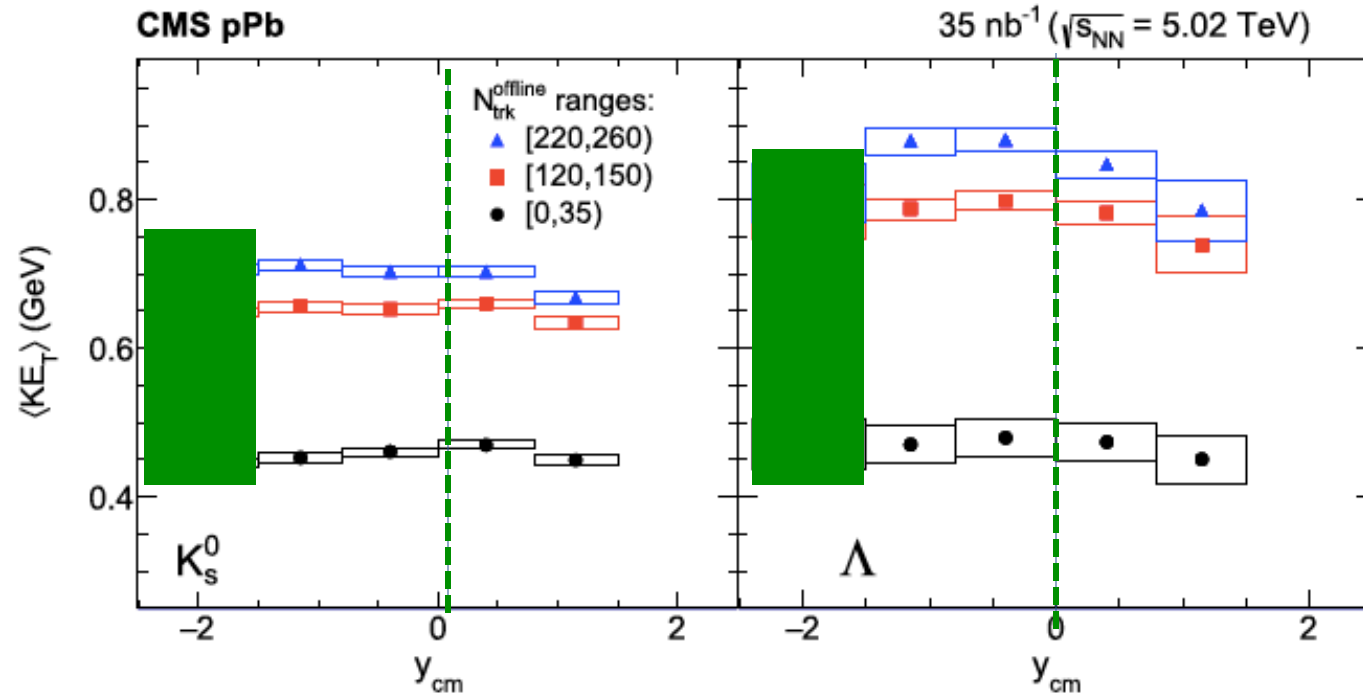 CMS pPb
35 nb⁻¹ (√s_NN = 5.02 TeV)
N_trk^offline ranges:
[220,260)
[120,150)
[0,35)
⟨KE_T⟩ (GeV)
0.8
0.6
0.4
K_s^0
Λ
−2 0 2 −2 0 2
y_cm y_cm